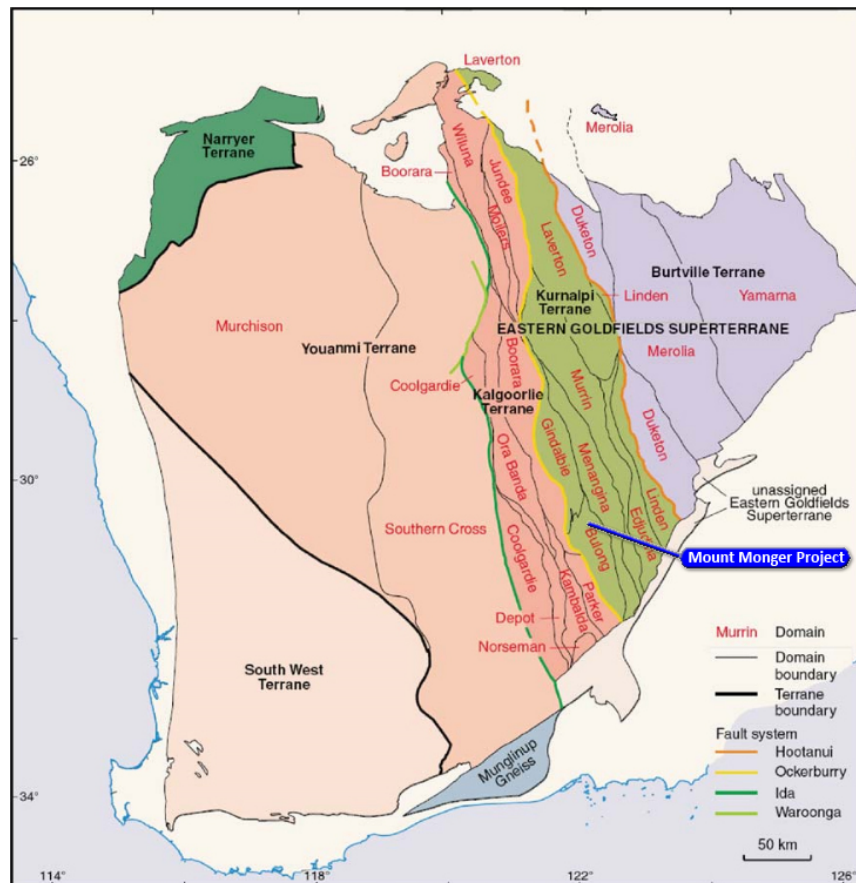 Laverton
Narryer
Terrane
Merolia
26°
Wiluna
Boorara
Jundee
Moilers
Duketon
Laverton
Burtville Terrane
Kurnalpi
Terrane
Linden
Yamarna
Murchison
EASTERN GOLDFIELDS SUPERTERRANE
Youanmi Terrane
Merolia
Boorara
Coolgardie
Kalgoorlie
Terrane
Murrin
Gindalbie
Duketon
Ora Banda
Menangina
30°
Linden
unassigned
Eastern Goldfields
Superterrane
Edjudina
Southern Cross
Bulong
Coolgardie
Mount Monger Project
Parker
Kambalda
Depot
Norseman
Murrin Domain
Domain
boundary
Terrane
boundary
South West
Terrane
Fault system
Hootanui
Munglinup
Gneiss
Ockerburry
Ida
34°
Waroonga
50 km
114°
118°
122°
126°